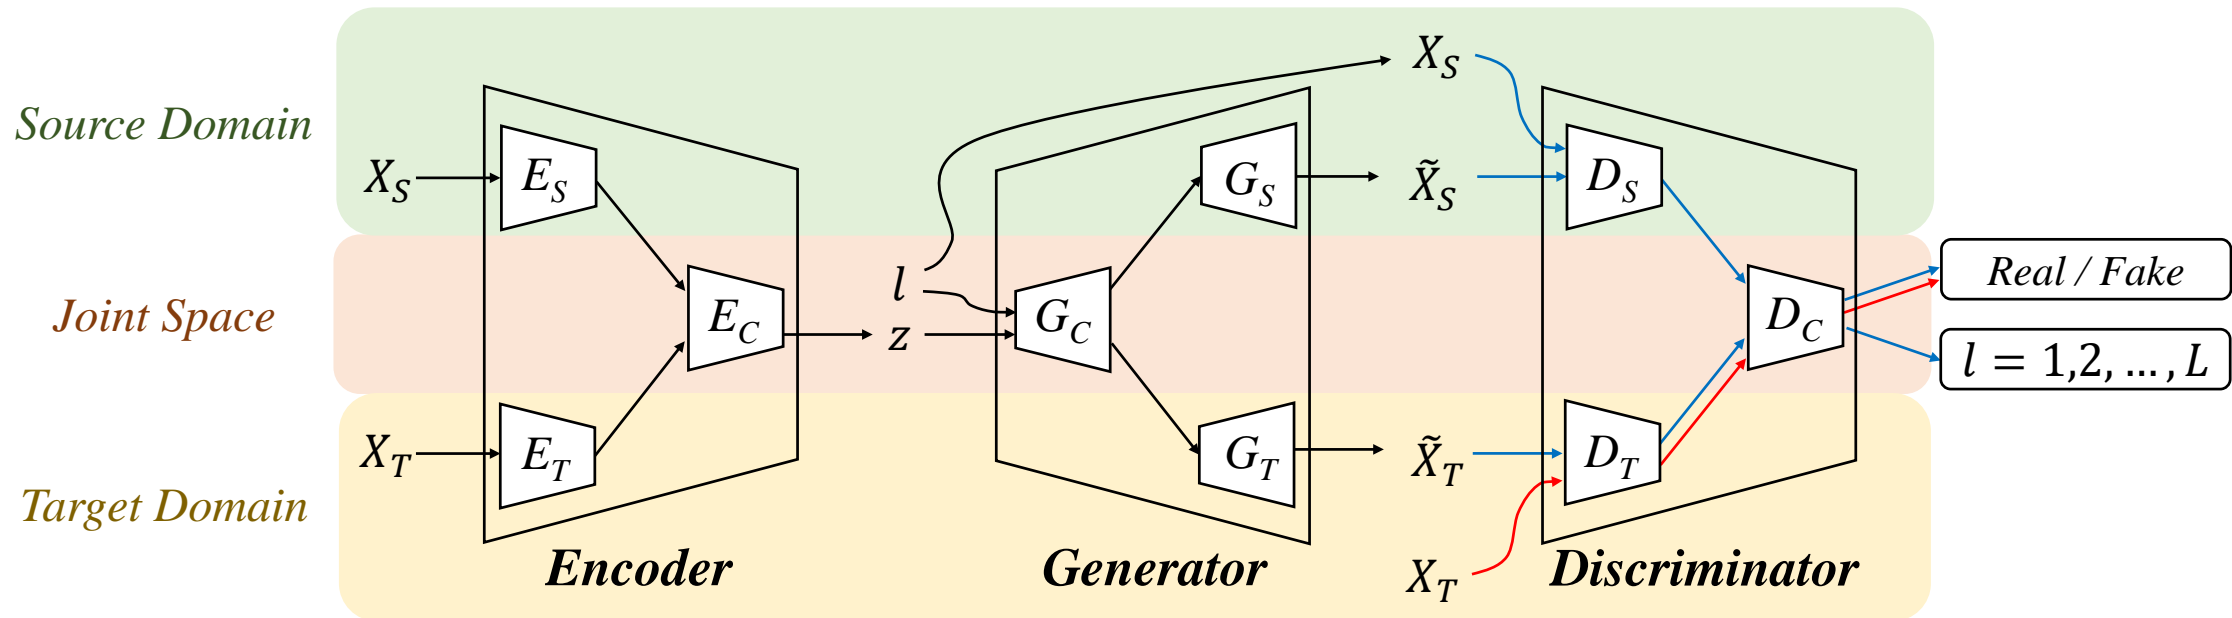 Source Domain
Joint Space
Target Domain
X_S
X_T
E_S
E_T
E_C
Encoder
l
z
G_C
G_S
G_T
Generator
X_S
X̃_S
X̃_T
X_T
D_S
D_T
D_C
Discriminator
Real / Fake
l = 1,2, … , L